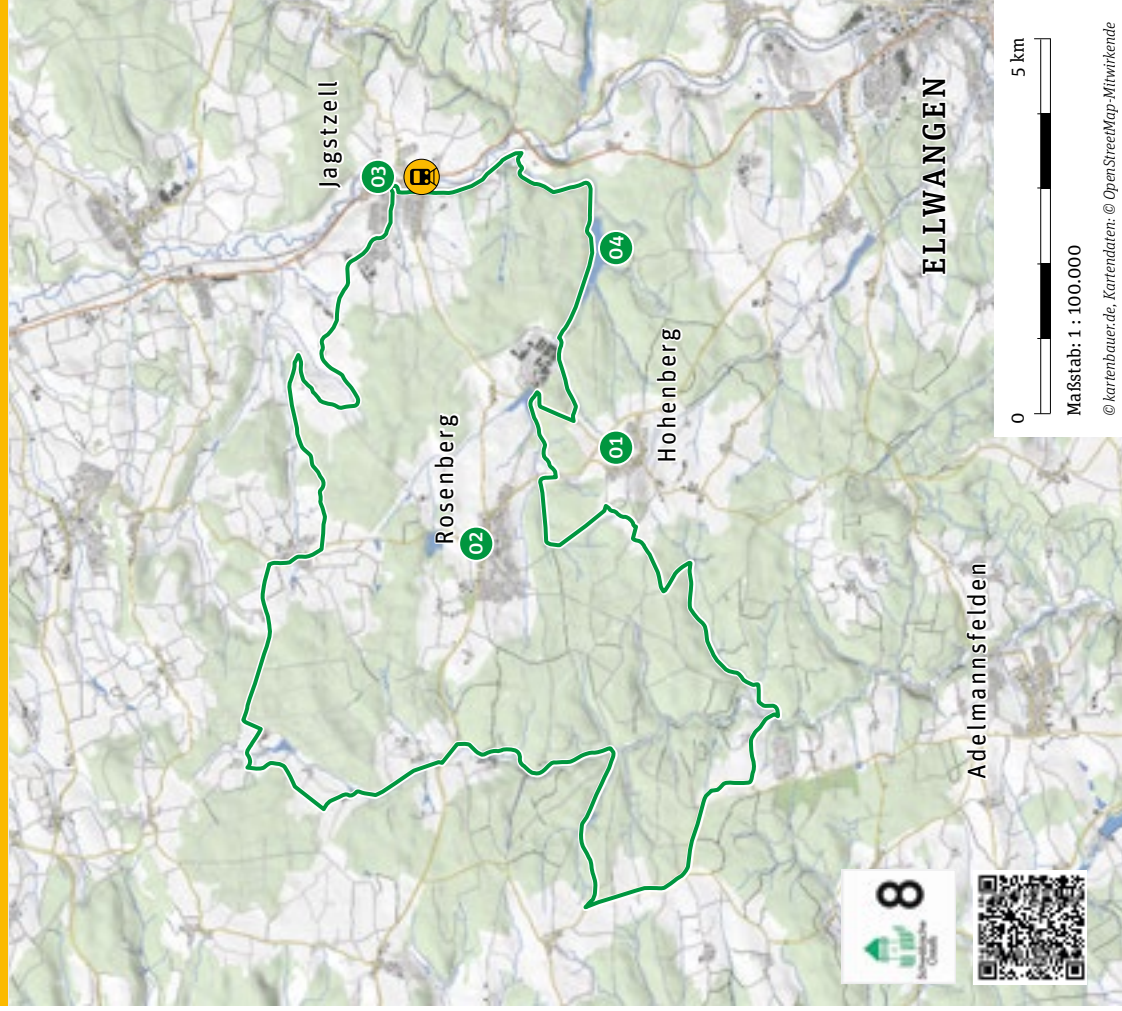 Jagstzell
03
Rosenberg
02
01
04
Hohenberg
8
ELLWANGEN
Adelmannsfelden
0 5 km
Maßstab: 1 : 100.000
© kartenbauer.de, Kartendaten: © OpenStreetMap-Mitwirkende